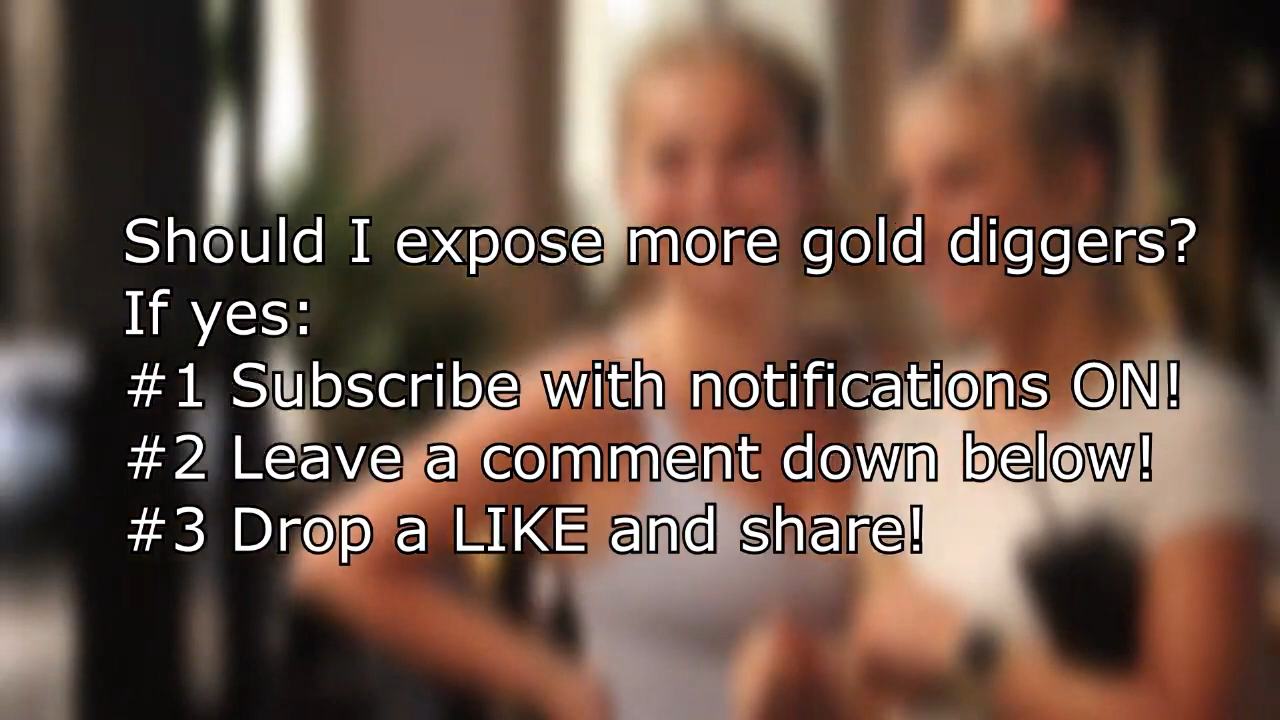 Should I expose more gold diggers?
If yes:
#1 Subscribe with notifications ON!
#2 Leave a comment down below!
#3 Drop a LIKE and share!